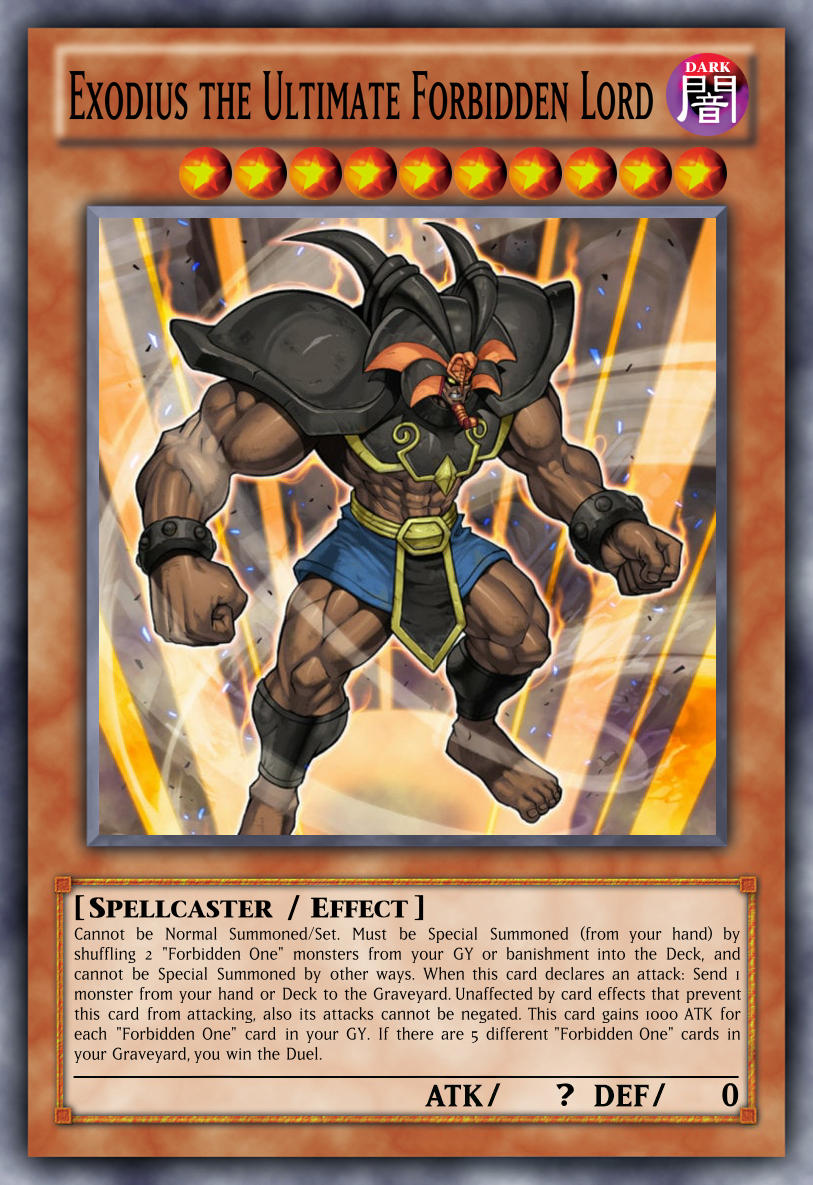 Exodius the Ultimate Forbidden Lord
DARK
闇
[ Spellcaster / Effect ]
Cannot be Normal Summoned/Set. Must be Special Summoned (from your hand) by
shuffling 2 "Forbidden One" monsters from your GY or banishment into the Deck, and
cannot be Special Summoned by other ways. When this card declares an attack: Send 1
monster from your hand or Deck to the Graveyard. Unaffected by card effects that prevent
this card from attacking, also its attacks cannot be negated. This card gains 1000 ATK for
each "Forbidden One" card in your GY. If there are 5 different "Forbidden One" cards in
your Graveyard, you win the Duel.
ATK/ ? DEF/ 0